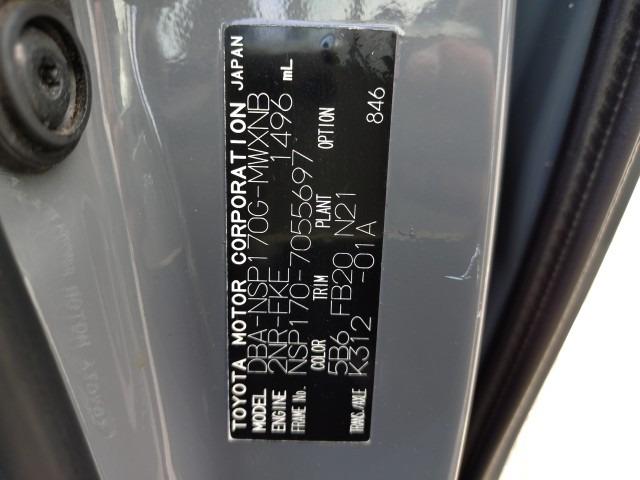 TOYOTA MOTOR CORPORATION JAPAN
MODEL DBA-NSP170G-MWXNB
ENGINE 2NR-FKE 1496 mL
FRAME No. NSP170-7055697
COLOR TRIM PLANT OPTION
5B6 FB20 N21 846
TRANS/AXLE K312 -01A